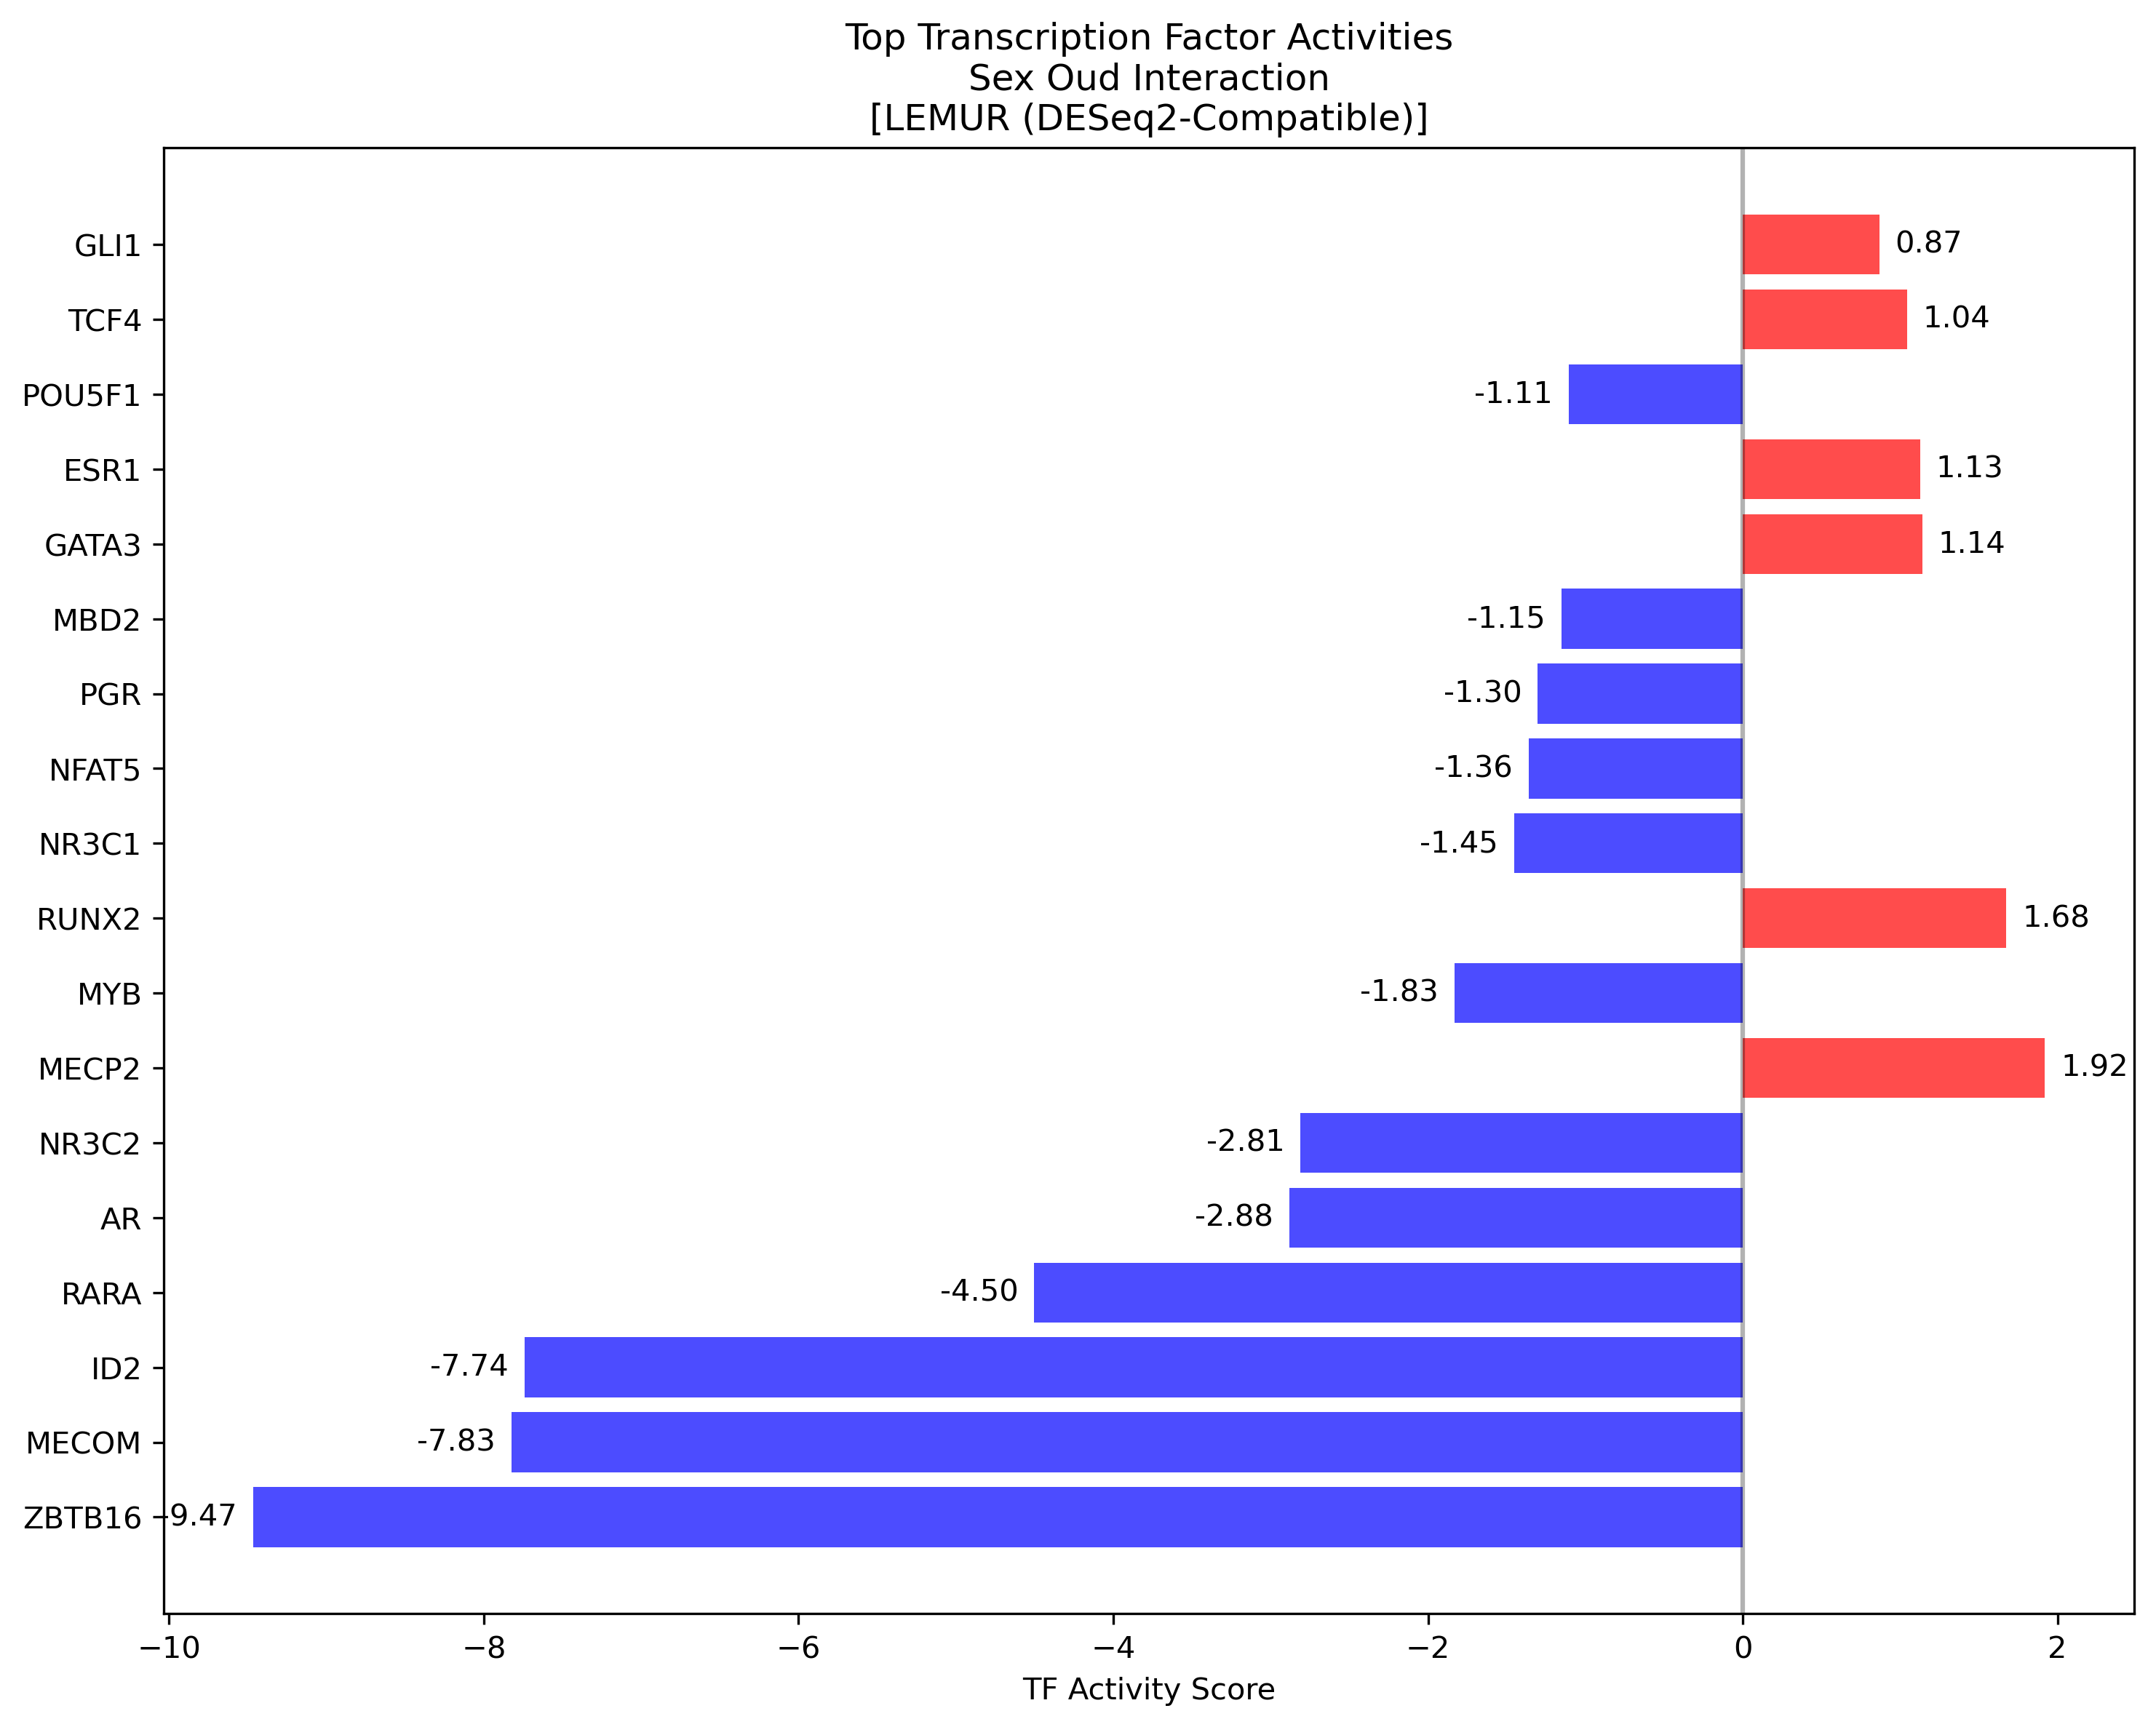 Top Transcription Factor Activities
Sex Oud Interaction
[LEMUR (DESeq2-Compatible)]
GLI1
0.87
TCF4
1.04
POU5F1
-1.11
ESR1
1.13
GATA3
1.14
MBD2
-1.15
PGR
-1.30
NFAT5
-1.36
NR3C1
-1.45
RUNX2
1.68
MYB
-1.83
MECP2
1.92
NR3C2
-2.81
AR
-2.88
RARA
-4.50
ID2
-7.74
MECOM
-7.83
ZBTB16
-9.47
−10 −8 −6 −4 −2 0 2
TF Activity Score